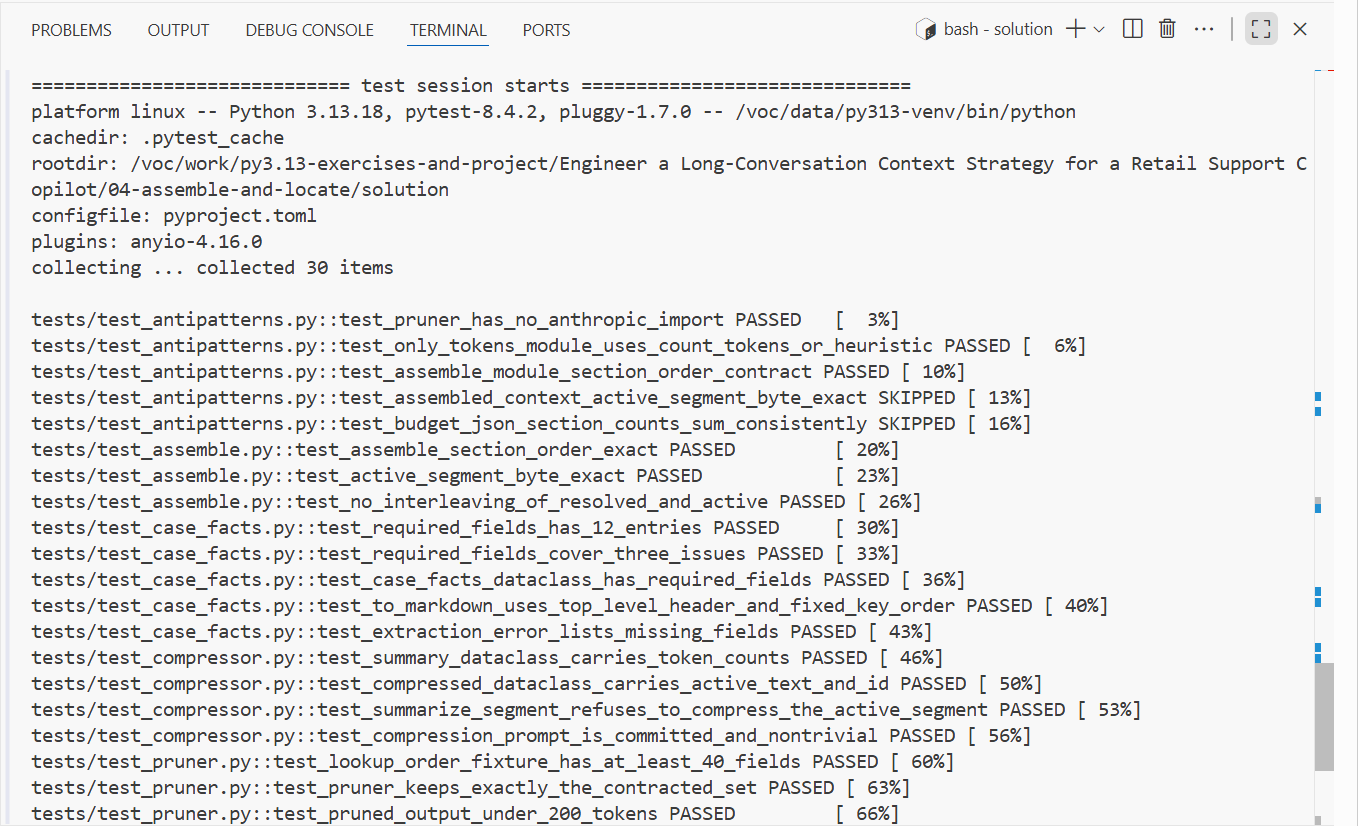 PROBLEMS OUTPUT DEBUG CONSOLE TERMINAL PORTS bash - solution
============================= test session starts ==============================
platform linux -- Python 3.13.18, pytest-8.4.2, pluggy-1.7.0 -- /voc/data/py313-venv/bin/python
cachedir: .pytest_cache
rootdir: /voc/work/py3.13-exercises-and-project/Engineer a Long-Conversation Context Strategy for a Retail Support C
opilot/04-assemble-and-locate/solution
configfile: pyproject.toml
plugins: anyio-4.16.0
collecting ... collected 30 items

tests/test_antipatterns.py::test_pruner_has_no_anthropic_import PASSED   [  3%]
tests/test_antipatterns.py::test_only_tokens_module_uses_count_tokens_or_heuristic PASSED [  6%]
tests/test_antipatterns.py::test_assemble_module_section_order_contract PASSED [ 10%]
tests/test_antipatterns.py::test_assembled_context_active_segment_byte_exact SKIPPED [ 13%]
tests/test_antipatterns.py::test_budget_json_section_counts_sum_consistently SKIPPED [ 16%]
tests/test_assemble.py::test_assemble_section_order_exact PASSED         [ 20%]
tests/test_assemble.py::test_active_segment_byte_exact PASSED            [ 23%]
tests/test_assemble.py::test_no_interleaving_of_resolved_and_active PASSED [ 26%]
tests/test_case_facts.py::test_required_fields_has_12_entries PASSED     [ 30%]
tests/test_case_facts.py::test_required_fields_cover_three_issues PASSED [ 33%]
tests/test_case_facts.py::test_case_facts_dataclass_has_required_fields PASSED [ 36%]
tests/test_case_facts.py::test_to_markdown_uses_top_level_header_and_fixed_key_order PASSED [ 40%]
tests/test_case_facts.py::test_extraction_error_lists_missing_fields PASSED [ 43%]
tests/test_compressor.py::test_summary_dataclass_carries_token_counts PASSED [ 46%]
tests/test_compressor.py::test_compressed_dataclass_carries_active_text_and_id PASSED [ 50%]
tests/test_compressor.py::test_summarize_segment_refuses_to_compress_the_active_segment PASSED [ 53%]
tests/test_compressor.py::test_compression_prompt_is_committed_and_nontrivial PASSED [ 56%]
tests/test_pruner.py::test_lookup_order_fixture_has_at_least_40_fields PASSED [ 60%]
tests/test_pruner.py::test_pruner_keeps_exactly_the_contracted_set PASSED [ 63%]
tests/test_pruner.py::test_pruned_output_under_200_tokens PASSED         [ 66%]